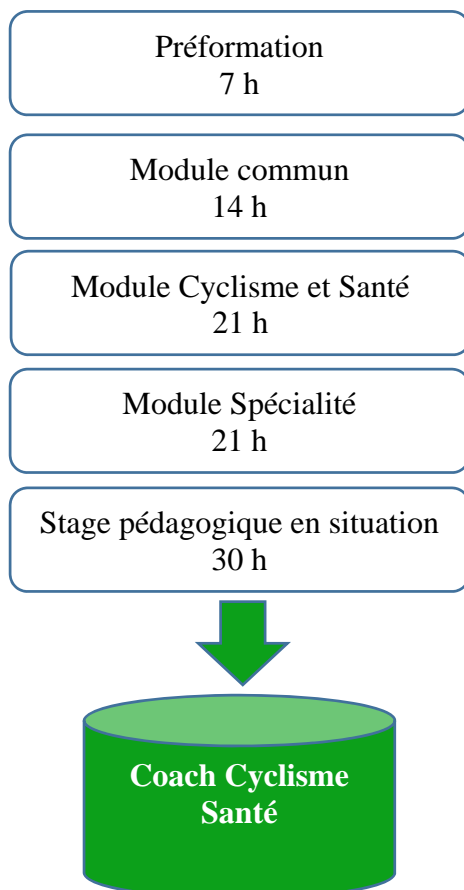 Préformation
7 h
Module commun
14 h
Module Cyclisme et Santé
21 h
Module Spécialité
21 h
Stage pédagogique en situation
30 h
Coach Cyclisme
Santé